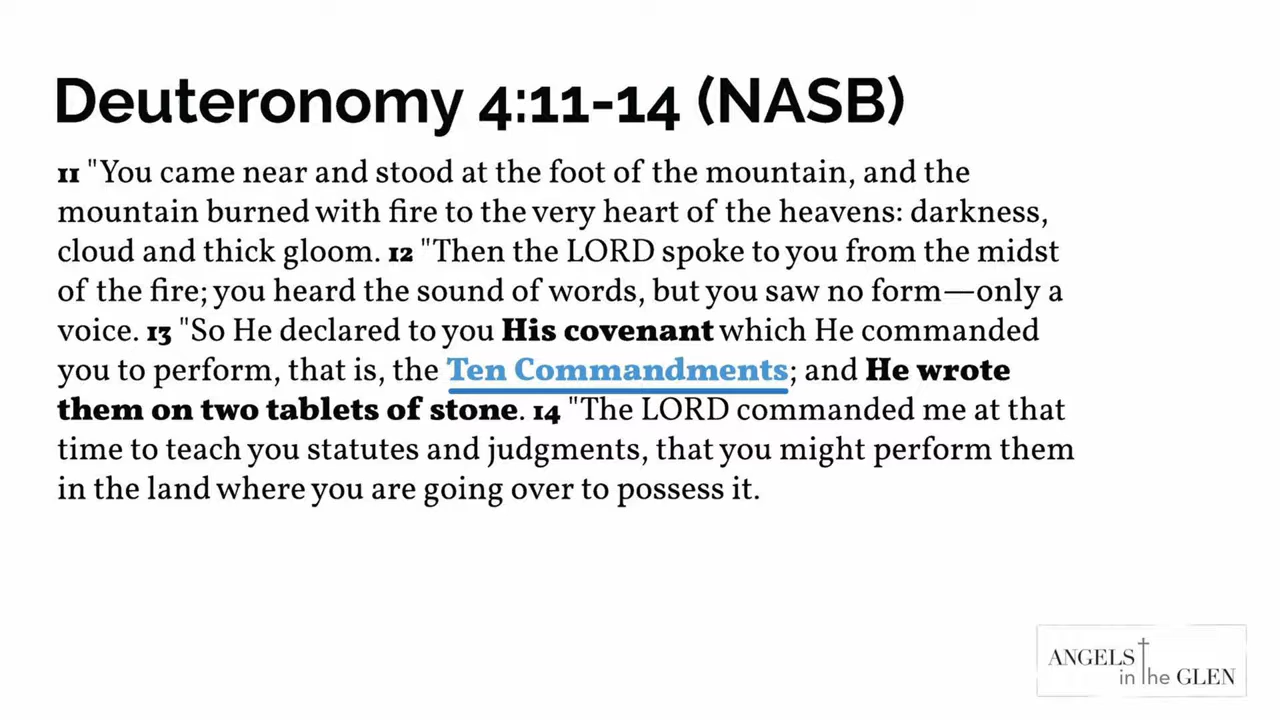 Deuteronomy 4:11-14 (NASB)
11 "You came near and stood at the foot of the mountain, and the
mountain burned with fire to the very heart of the heavens: darkness,
cloud and thick gloom. 12 "Then the LORD spoke to you from the midst
of the fire; you heard the sound of words, but you saw no form—only a
voice. 13 "So He declared to you His covenant which He commanded
you to perform, that is, the Ten Commandments; and He wrote
them on two tablets of stone. 14 "The LORD commanded me at that
time to teach you statutes and judgments, that you might perform them
in the land where you are going over to possess it.
ANGELS
in the GLEN